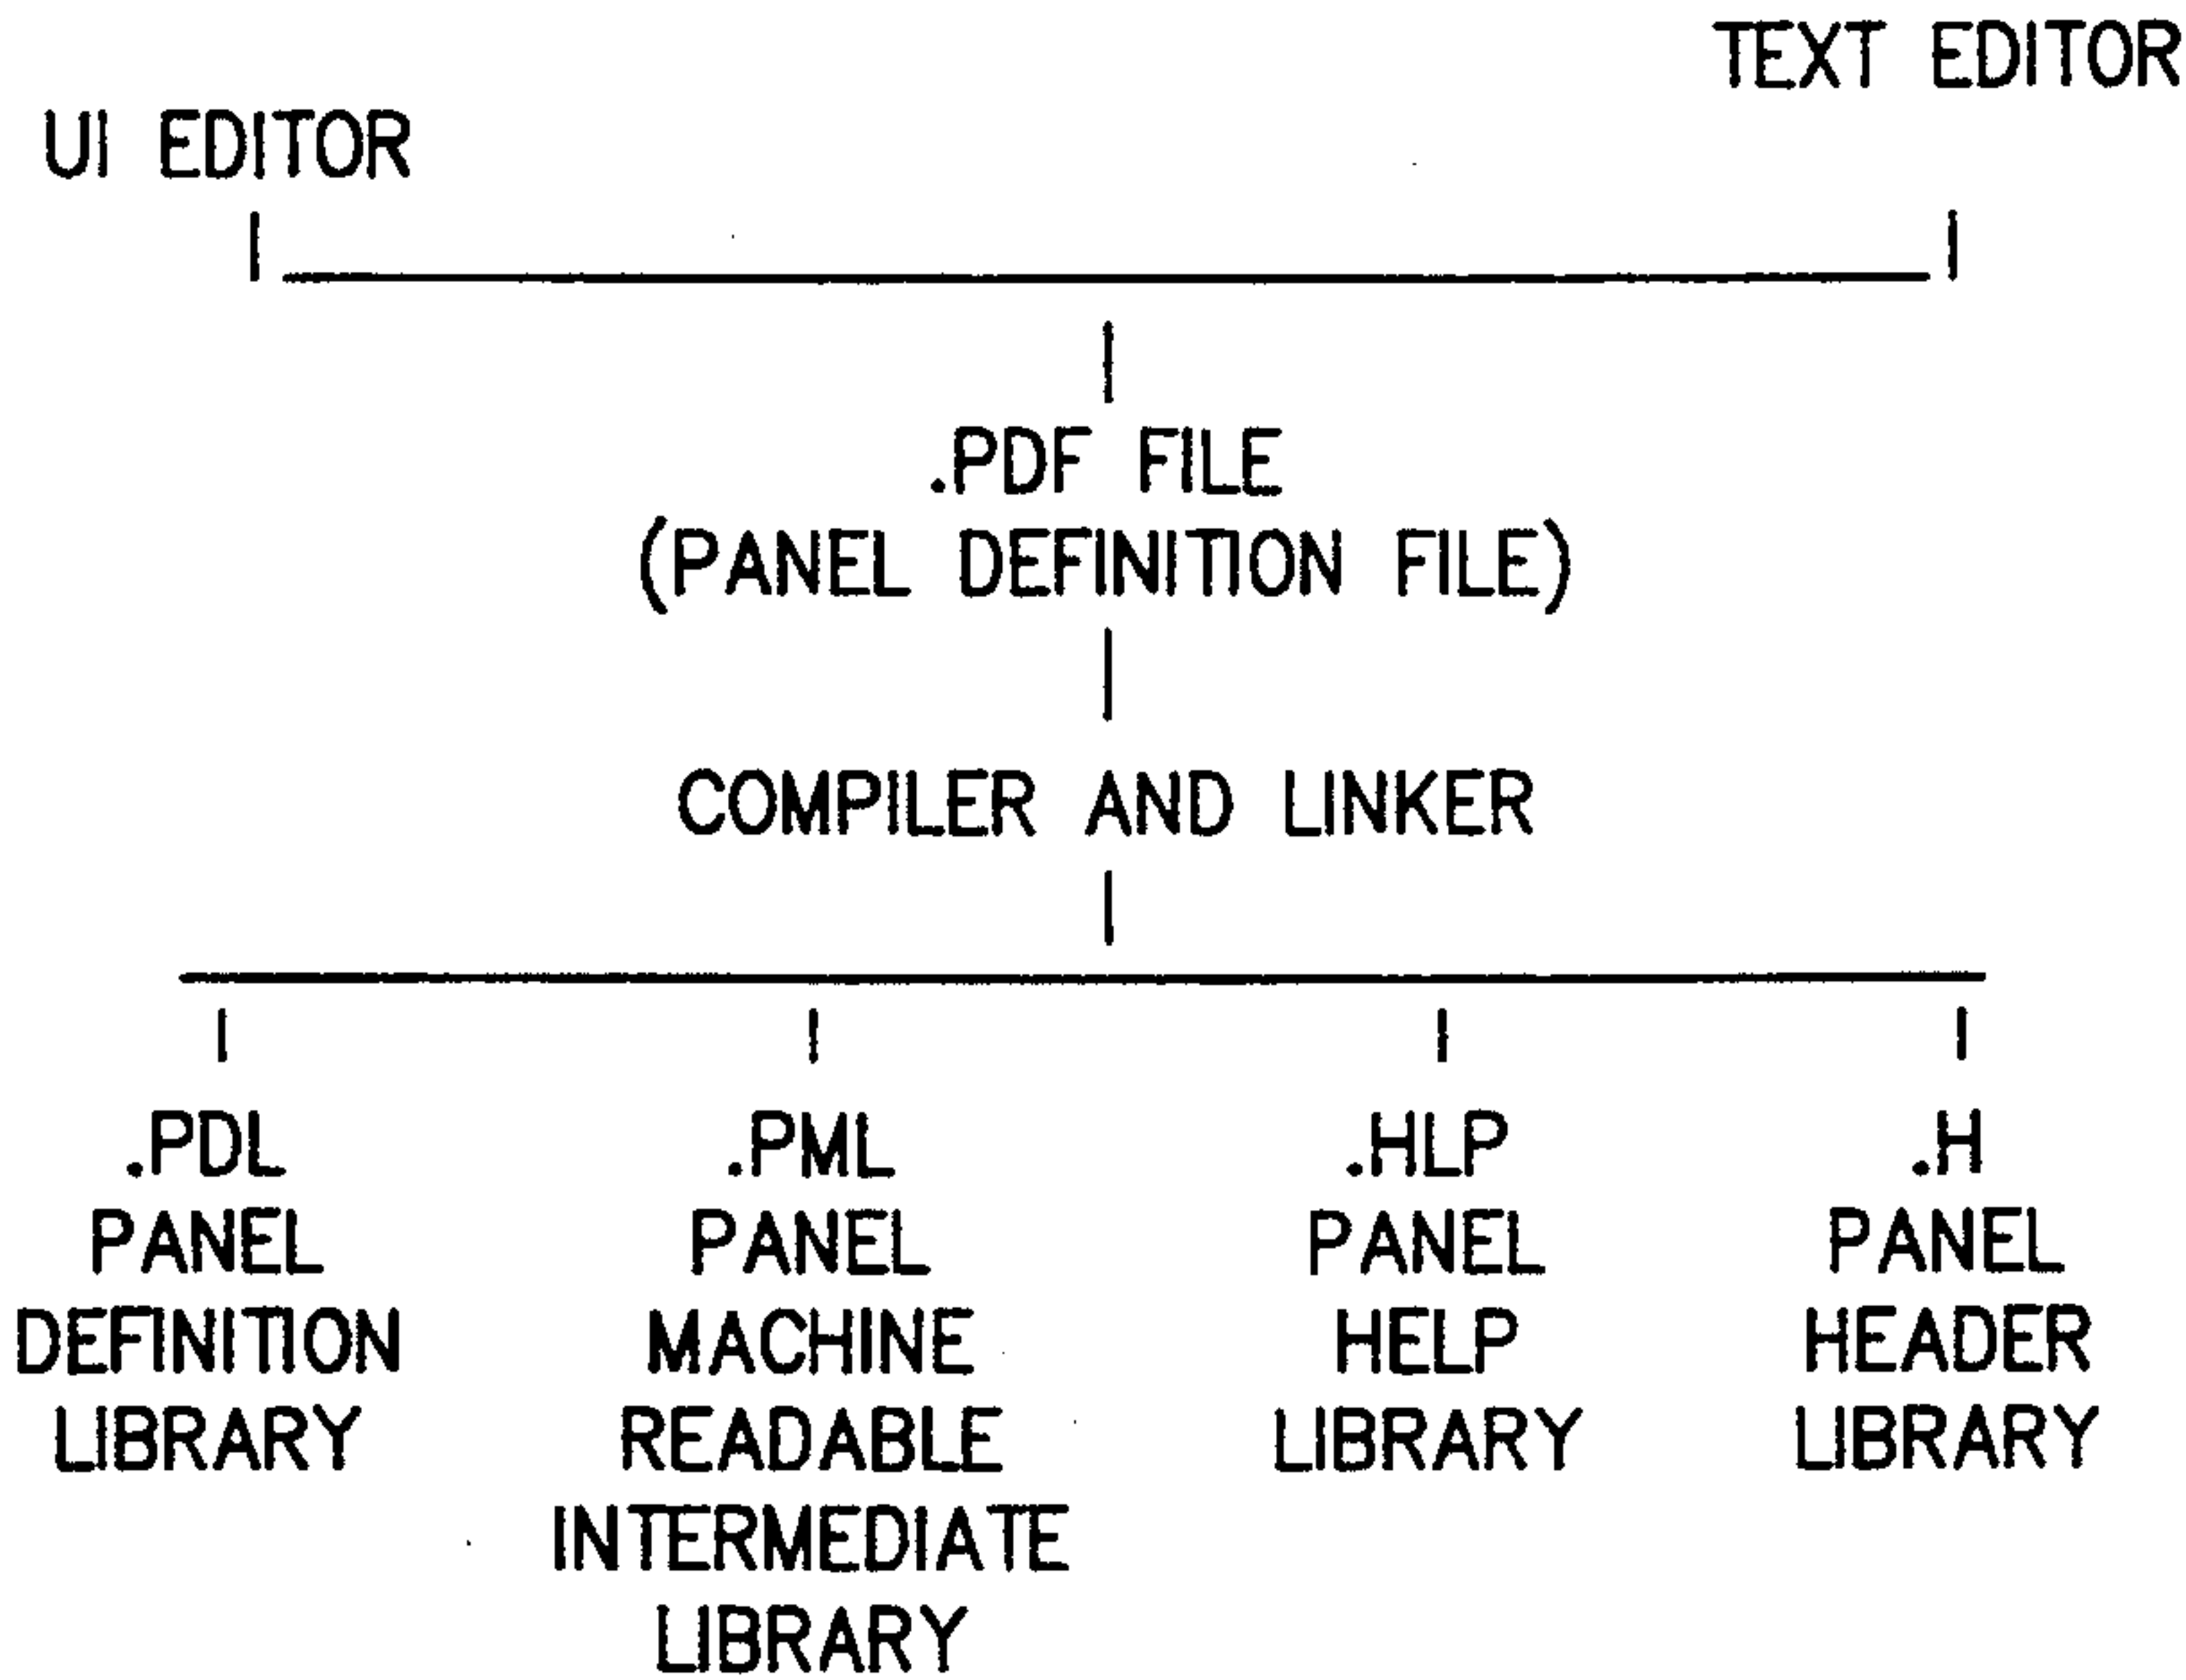 TEXT EDITOR
UI EDITOR
.PDF FILE
(PANEL DEFINITION FILE)
COMPILER AND LINKER
.PDL
PANEL
DEFINITION
LIBRARY
.PML
PANEL
MACHINE
READABLE
INTERMEDIATE
LIBRARY
.HLP
PANEL
HELP
LIBRARY
.H
PANEL
HEADER
LIBRARY